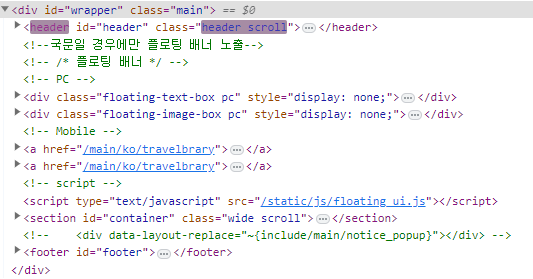 <div id="wrapper" class="main"> == $0
<header id="header" class="header scroll">…</header>
<!--국문일 경우에만 플로팅 배너 노출-->
<!-- /* 플로팅 배너 */ -->
<!-- PC -->
<div class="floating-text-box pc" style="display: none;">…</div>
<div class="floating-image-box pc" style="display: none;">…</div>
<!-- Mobile -->
<a href="/main/ko/travelbrary">…</a>
<a href="/main/ko/travelbrary">…</a>
<!-- script -->
<script type="text/javascript" src="/static/js/floating_ui.js"></script>
<section id="container" class="wide scroll">…</section>
<!-- <div data-layout-replace="~{include/main/notice_popup}"></div> -->
<footer id="footer">…</footer>
</div>